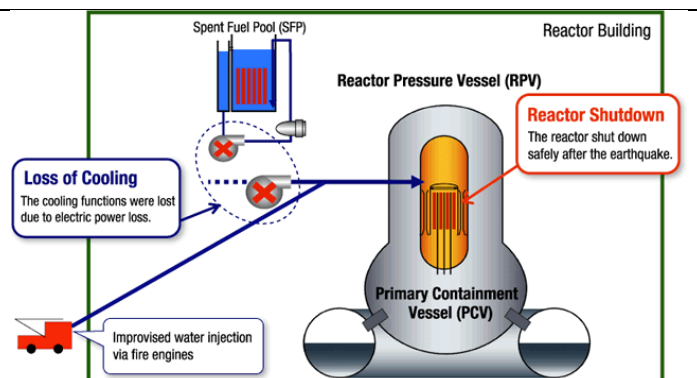 Spent Fuel Pool (SFP)
Reactor Building
Reactor Pressure Vessel (RPV)
Reactor Shutdown
The reactor shut down
safely after the earthquake.
Loss of Cooling
The cooling functions were lost
due to electric power loss.
Primary Containment
Vessel (PCV)
Improvised water injection
via fire engines